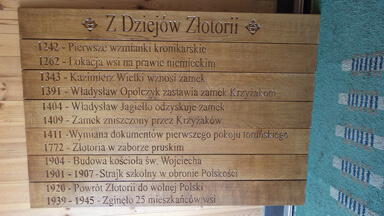 Z Dziejów Złotorii
1242 - Pierwsze wzmianki kronikarskie
1262 - Lokacja wsi na prawie niemieckim
1343 - Kazimierz Wielki wznosi zamek
1391 - Władysław Opolczyk zastawia zamek Krzyżakom
1404 - Władysław Jagiełło odzyskuje zamek
1409 - Zamek zniszczony przez Krzyżaków
1411 - Wymiana dokumentów pierwszego pokoju toruńskiego
1772 - Złotoria w zaborze pruskim
1904 - Budowa kościoła św. Wojciecha
1901 - 1907 - Strajk szkolny w obronie Polskości
1920 - Powrót Złotorii do wolnej Polski
1939 - 1945 - Zginęło 25 mieszkańców wsi